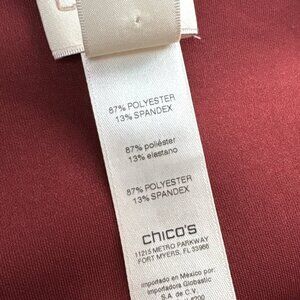 87% POLYESTER
13% SPANDEX
87% poliéster
13% elastano
87% POLYESTER
13% SPANDEX
chico's
11215 METRO PARKWAY
FORT MYERS, FL 33966
Importado en México por:
Importadora Globastic
S.A. de C.V.